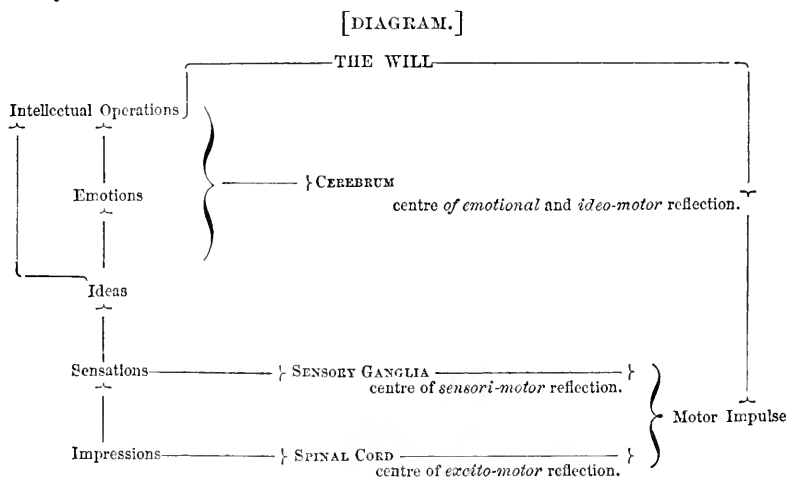 [DIAGRAM.]
THE WILL
Intellectual Operations
Emotions
CEREBRUM
centre of emotional and ideo-motor reflection.
Ideas
Sensations
SENSORY GANGLIA
centre of sensori-motor reflection.
Motor Impulse
Impressions
SPINAL CORD
centre of excito-motor reflection.